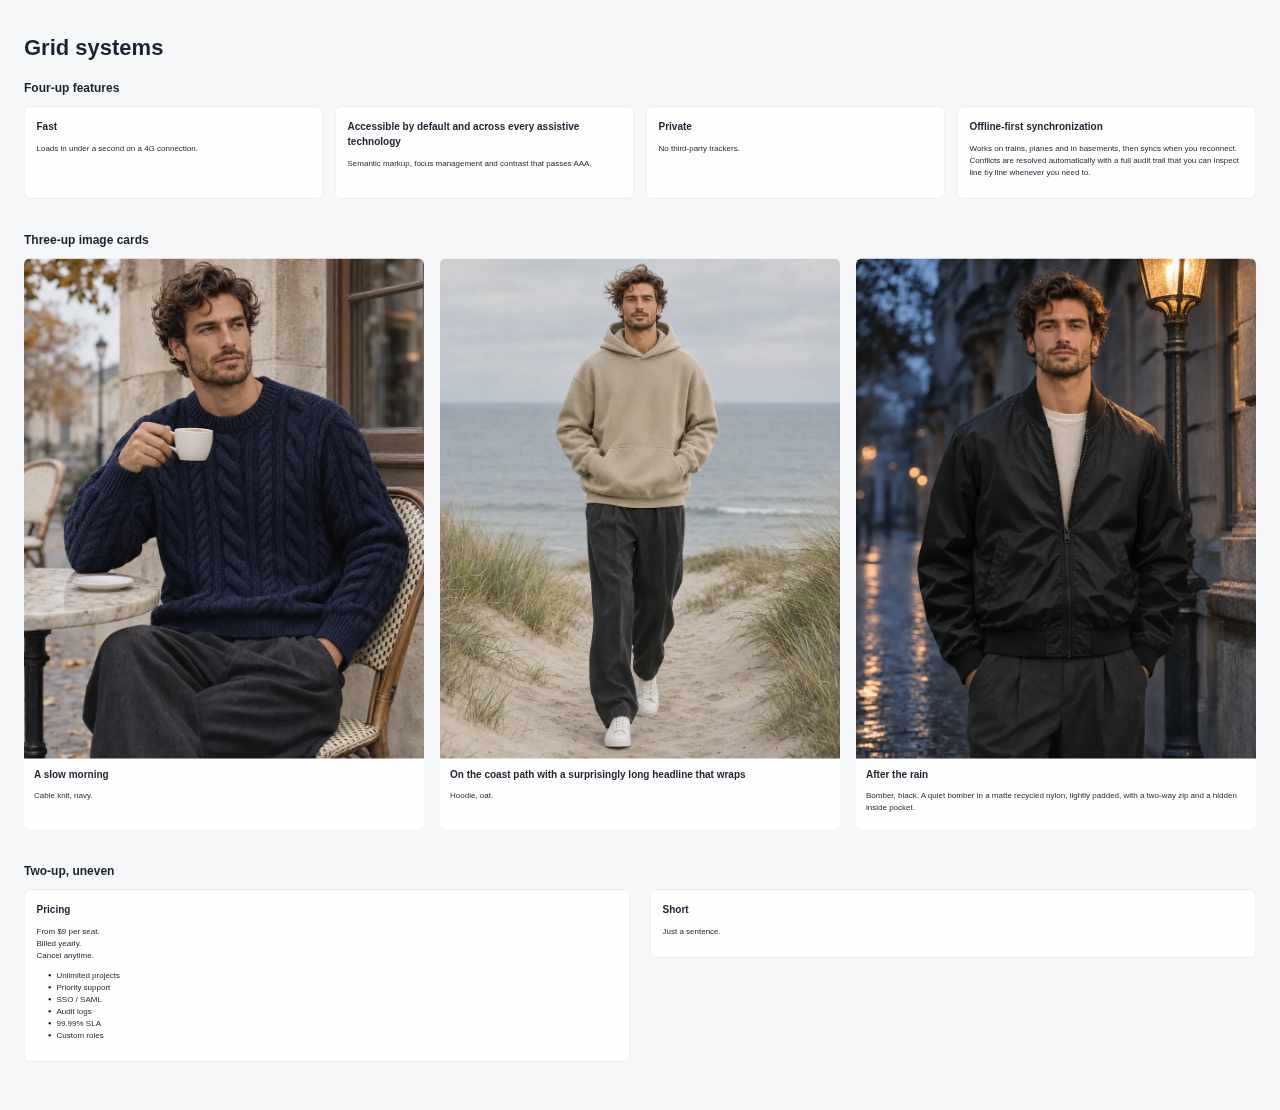 Grid systems
Four-up features
Fast
Loads in under a second on a 4G connection.
Accessible by default and across every assistive
technology
Semantic markup, focus management and contrast that passes AAA.
Private
No third-party trackers.
Offline-first synchronization
Works on trains, planes and in basements, then syncs when you reconnect.
Conflicts are resolved automatically with a full audit trail that you can inspect
line by line whenever you need to.
Three-up image cards
A slow morning
Cable knit, navy.
On the coast path with a surprisingly long headline that wraps
Hoodie, oat.
After the rain
Bomber, black. A quiet bomber in a matte recycled nylon, lightly padded, with a two-way zip and a hidden
inside pocket.
Two-up, uneven
Pricing
From $9 per seat.
Billed yearly.
Cancel anytime.
• Unlimited projects
• Priority support
• SSO / SAML
• Audit logs
• 99.99% SLA
• Custom roles
Short
Just a sentence.